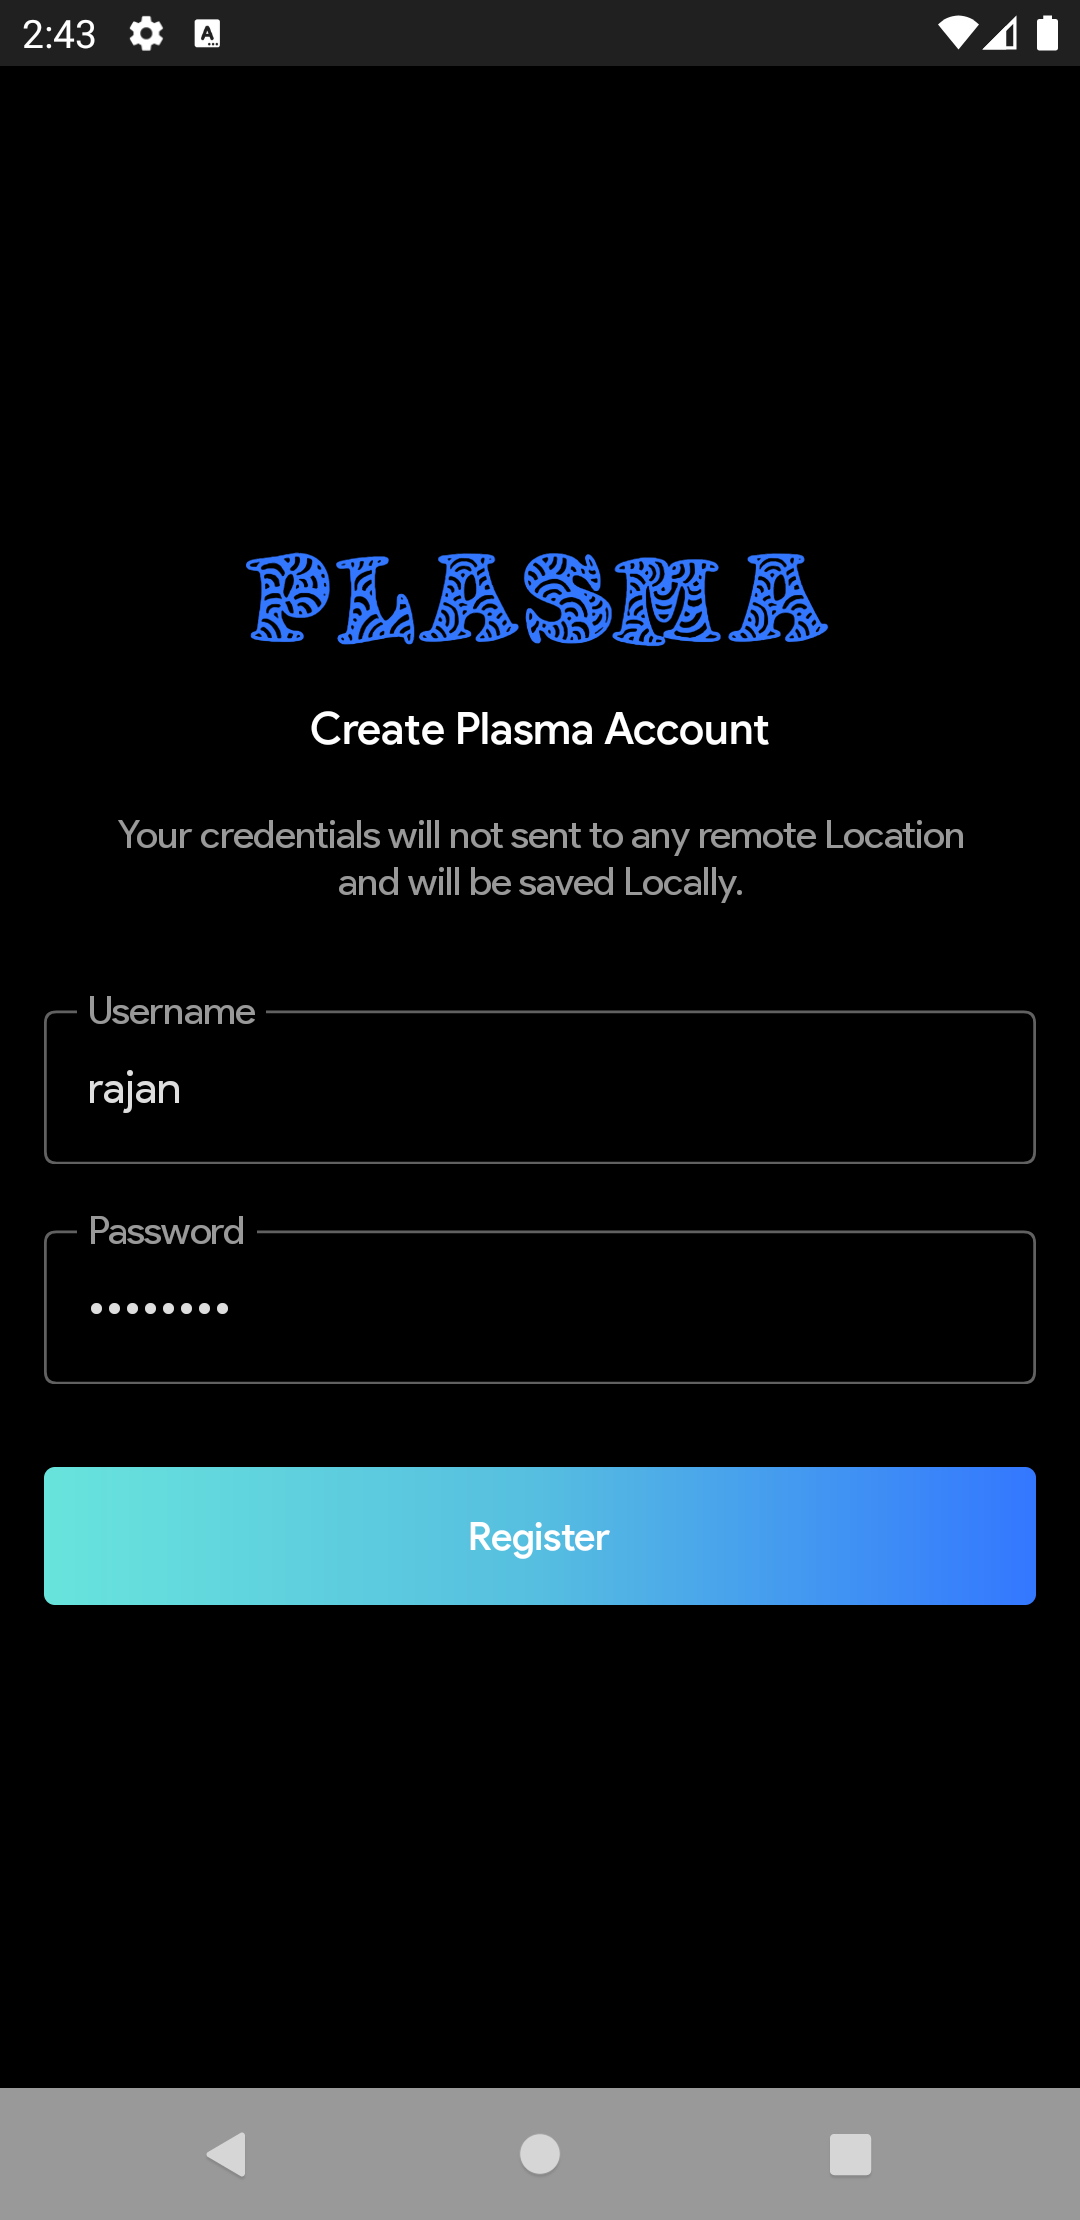 2:43
PLASMA
Create Plasma Account
Your credentials will not sent to any remote Location
and will be saved Locally.
Username
rajan
Password
••••••••
Register